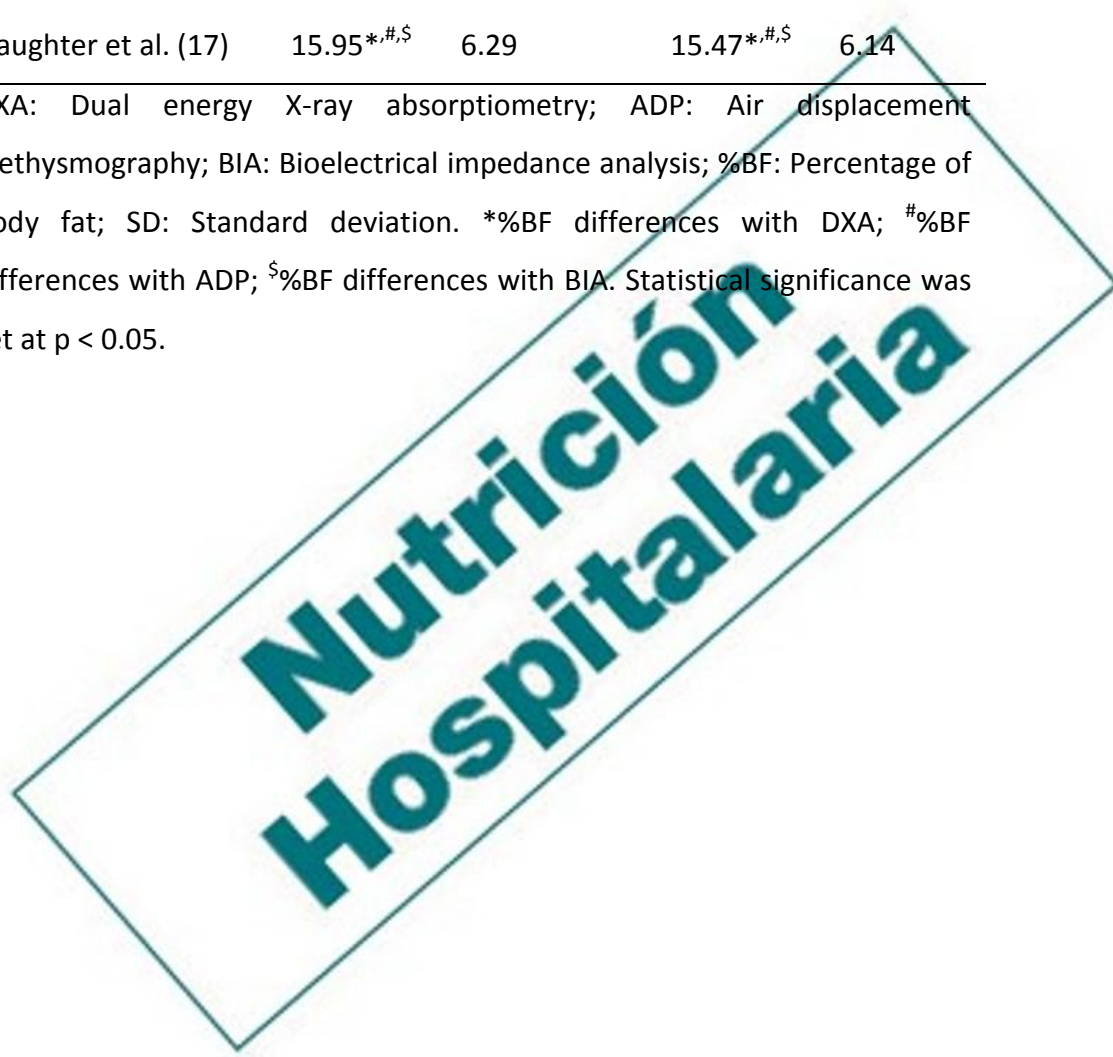 aughter et al. (17) 15.95*,#,$ 6.29 15.47*,#,$ 6.14
XA: Dual energy X-ray absorptiometry; ADP: Air displacement
ethysmography; BIA: Bioelectrical impedance analysis; %BF: Percentage of
ody fat; SD: Standard deviation. *%BF differences with DXA; #%BF
ifferences with ADP; $%BF differences with BIA. Statistical significance was
et at p < 0.05.
Nutrición
Hospitalaria